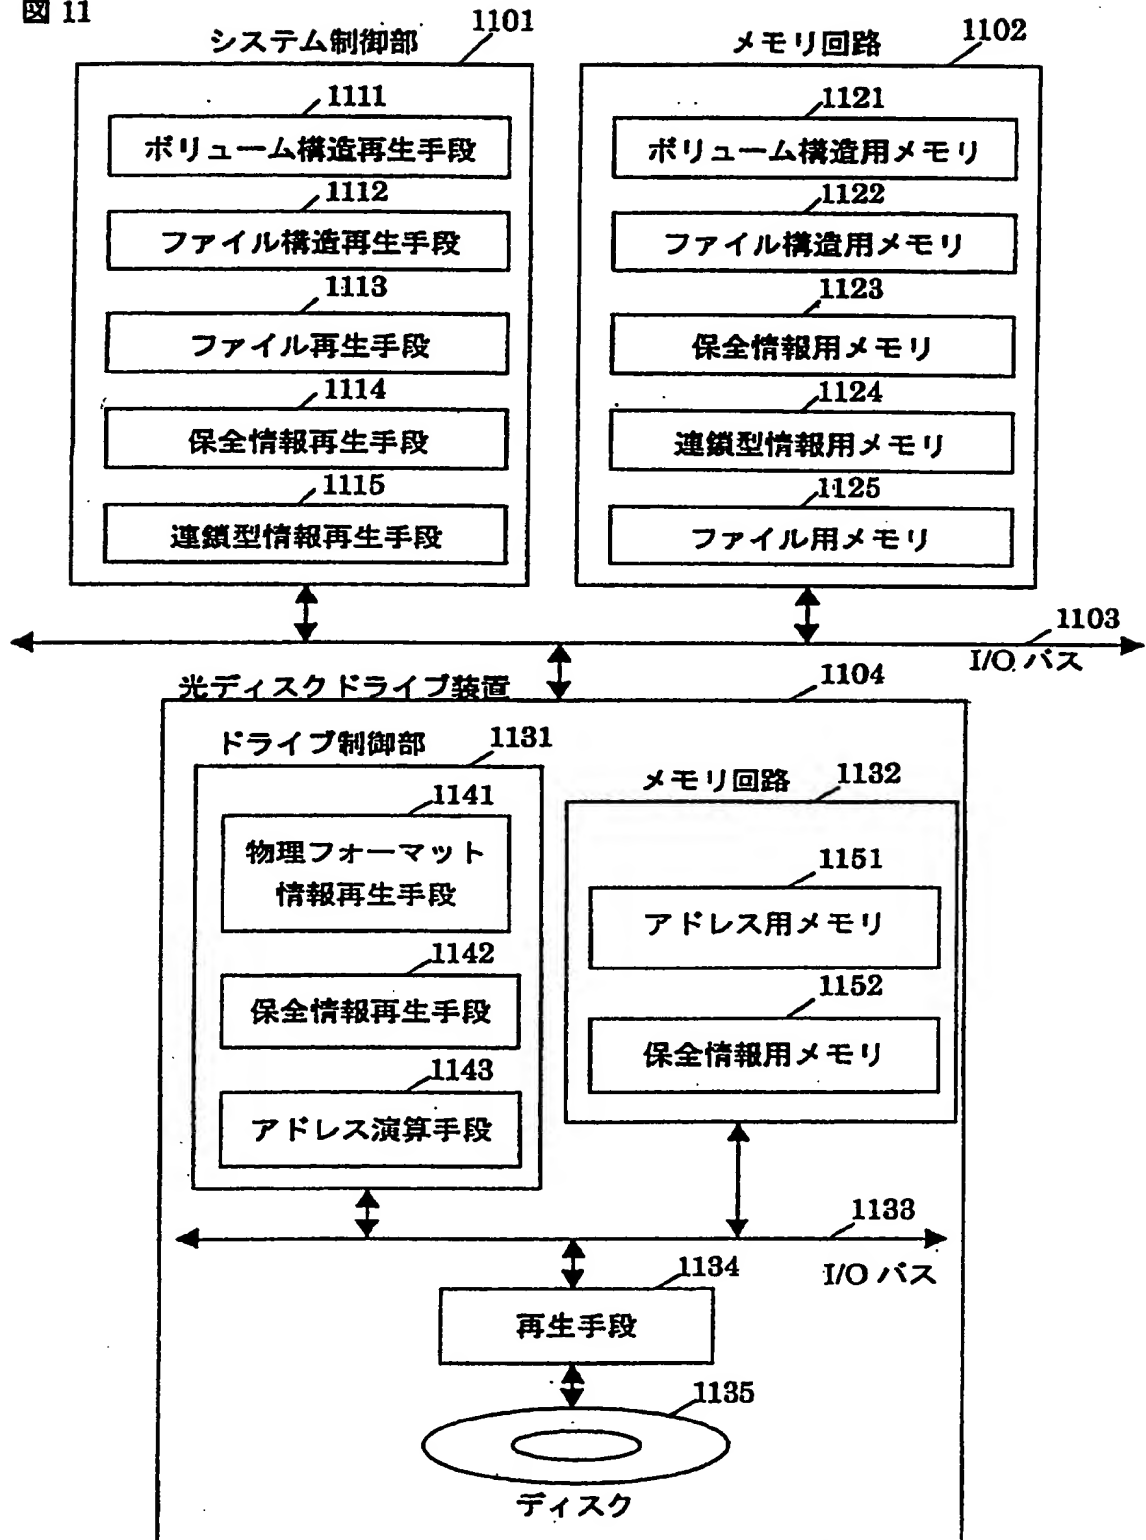 図 11
システム制御部
1101
1111
ボリューム構造再生手段
1112
ファイル構造再生手段
1113
ファイル再生手段
1114
保全情報再生手段
1115
連鎖型情報再生手段
メモリ回路
1102
1121
ボリューム構造用メモリ
1122
ファイル構造用メモリ
1123
保全情報用メモリ
1124
連鎖型情報用メモリ
1125
ファイル用メモリ
1103
I/O バス
光ディスクドライブ装置
1104
ドライブ制御部
1131
1141
物理フォーマット
情報再生手段
1142
保全情報再生手段
1143
アドレス演算手段
メモリ回路
1132
1151
アドレス用メモリ
1152
保全情報用メモリ
1133
I/O バス
1134
再生手段
1135
ディスク